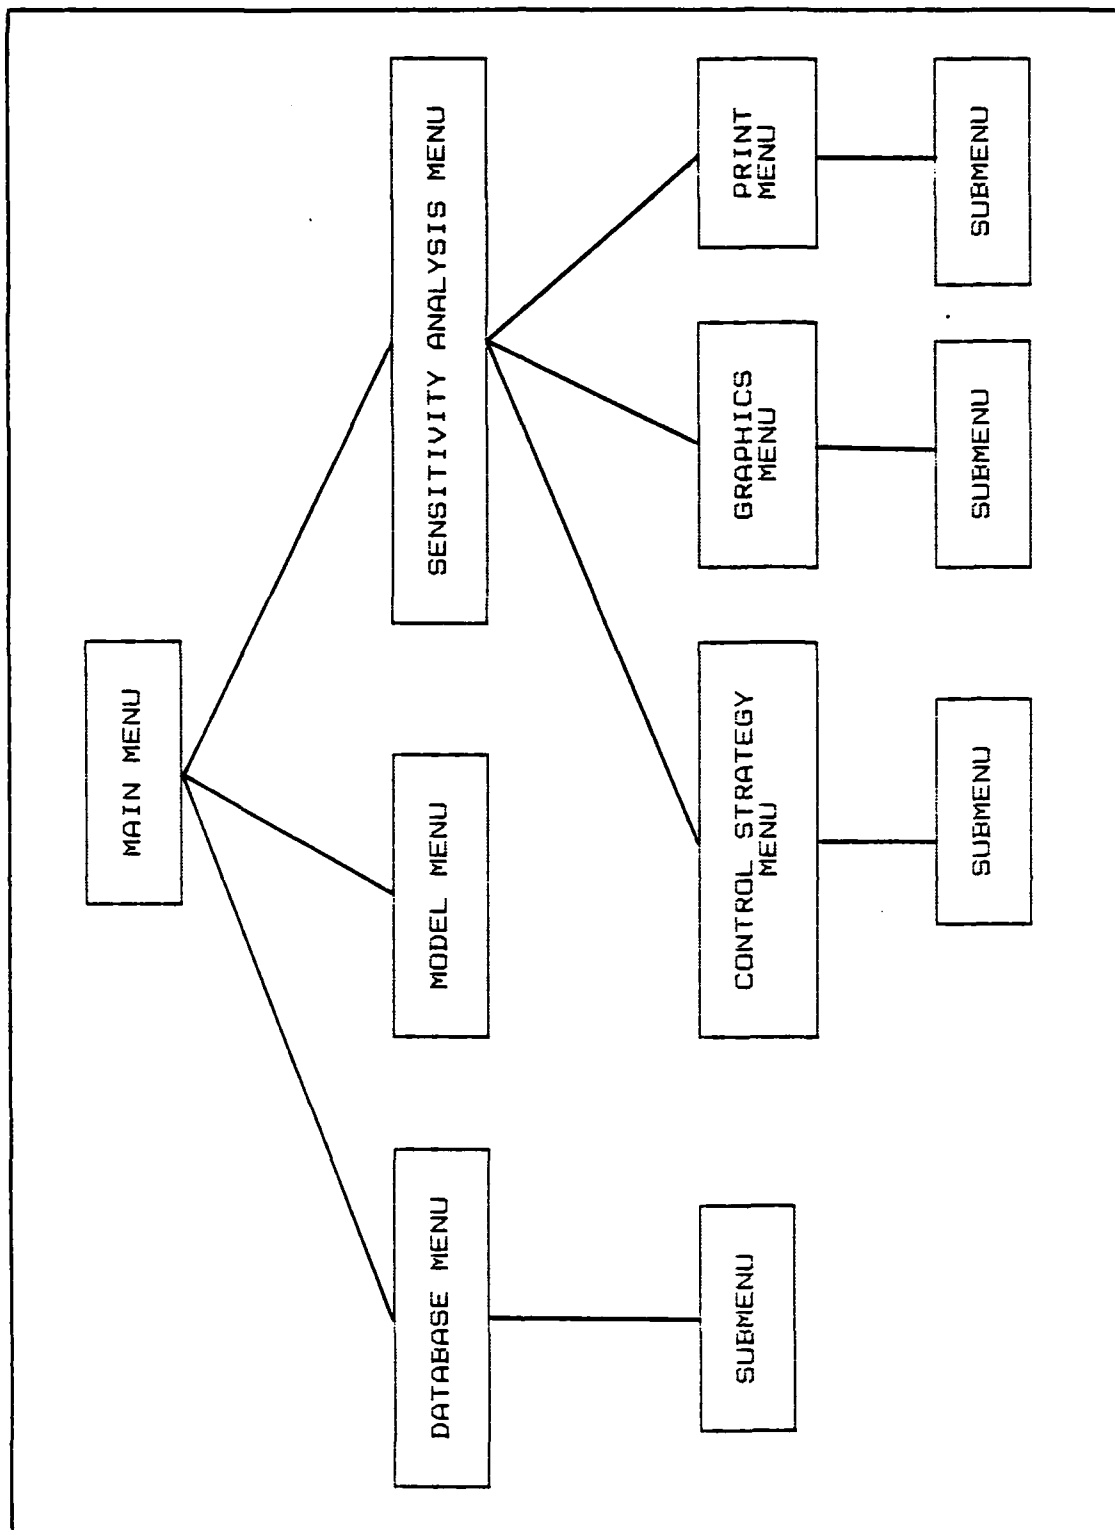 MAIN MENU
DATABASE MENU
MODEL MENU
SENSITIVITY ANALYSIS MENU
SUBMENU
CONTROL STRATEGY
MENU
GRAPHICS
MENU
PRINT
MENU
SUBMENU
SUBMENU
SUBMENU